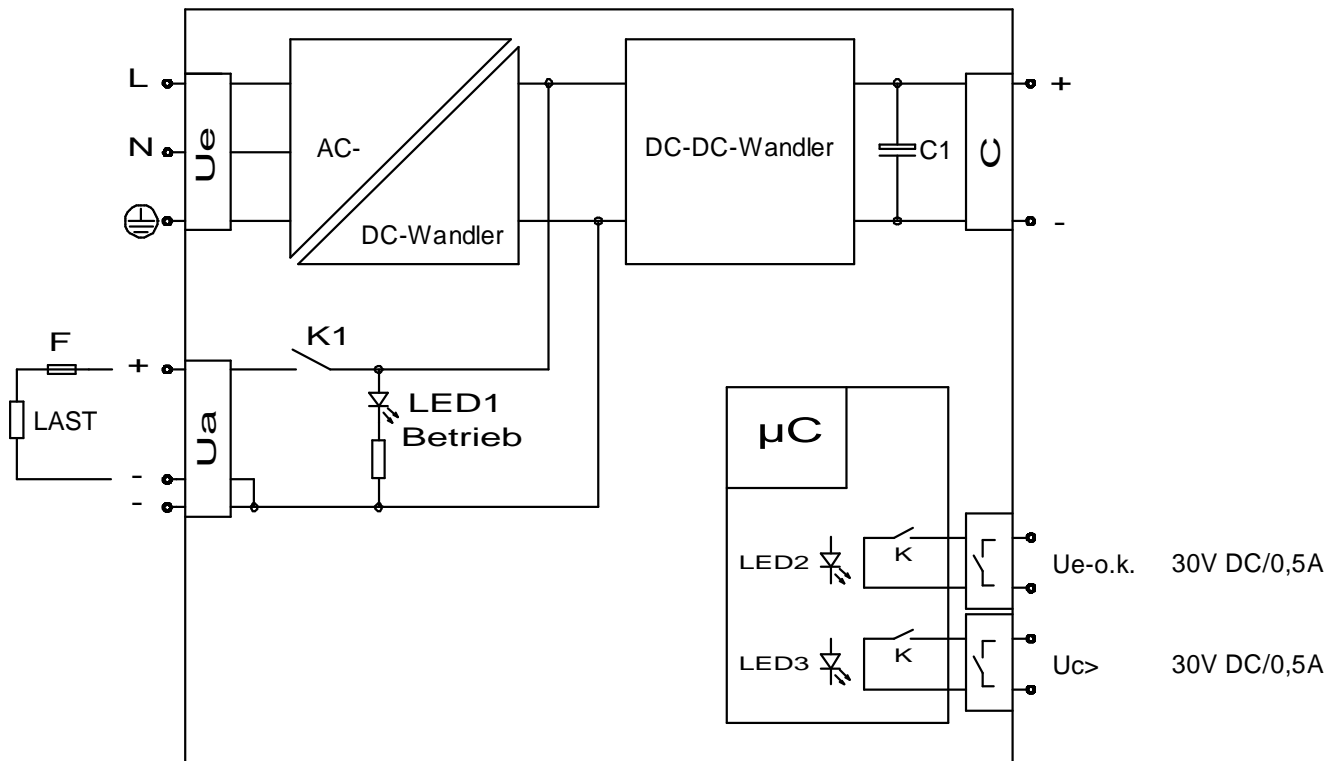 L
N
Ue
AC-
DC-Wandler
DC-DC-Wandler
C1
C
+
-
F
LAST
+
-
-
Ua
K1
LED1
Betrieb
µC
LED2
K
Ue-o.k.
30V DC/0,5A
LED3
K
Uc>
30V DC/0,5A